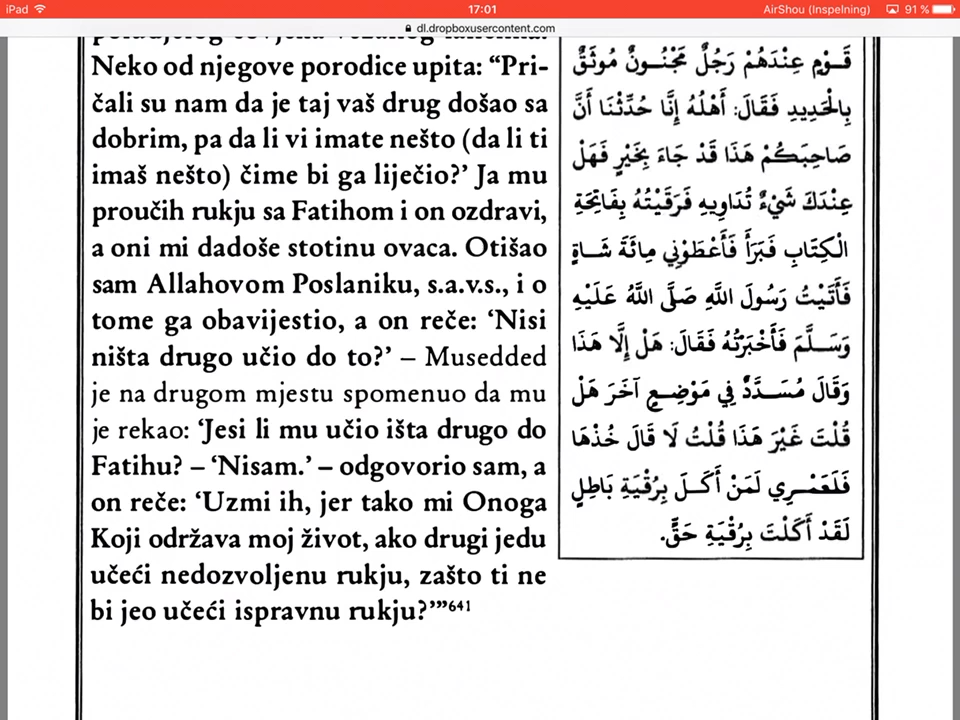 iPad 17:01 AirShou (Inspelning) 91 %
dl.dropboxusercontent.com
Neko od njegove porodice upita: “Pri-
čali su nam da je taj vaš drug došao sa
dobrim, pa da li vi imate nešto (da li ti
imaš nešto) čime bi ga liječio?’ Ja mu
proučih rukju sa Fatihom i on ozdravi,
a oni mi dadoše stotinu ovaca. Otišao
sam Allahovom Poslaniku, s.a.v.s., i o
tome ga obavijestio, a on reče: ‘Nisi
ništa drugo učio do to?’ – Musedded
je na drugom mjestu spomenuo da mu
je rekao: ‘Jesi li mu učio išta drugo do
Fatihu? – ‘Nisam.’ – odgovorio sam, a
on reče: ‘Uzmi ih, jer tako mi Onoga
Koji održava moj život, ako drugi jedu
učeći nedozvoljenu rukju, zašto ti ne
bi jeo učeći ispravnu rukju?’”641
قَوْمٍ عِنْدَهُمْ رَجُلٌ مَجْنُونٌ مُوثَقٌ
بِالْحَدِيدِ فَقَالَ: أَهْلُهُ إِنَّا حُدِّثْنَا أَنَّ
صَاحِبَكُمْ هَذَا قَدْ جَاءَ بِخَيْرٍ فَهَلْ
عِنْدَكَ شَيْءٌ تُدَاوِيهِ فَرَقَيْتُهُ بِفَاتِحَةِ
الْكِتَابِ فَبَرَأَ فَأَعْطَوْنِي مِائَةَ شَاةٍ
فَأَتَيْتُ رَسُولَ اللَّهِ صَلَّى اللَّهُ عَلَيْهِ
وَسَلَّمَ فَأَخْبَرْتُهُ فَقَالَ: هَلْ إِلَّا هَذَا
وَقَالَ مُسَدَّدٌ فِي مَوْضِعٍ آخَرَ هَلْ
قُلْتَ غَيْرَ هَذَا قُلْتُ لَا قَالَ خُذْهَا
فَلَعَمْرِي لَمَنْ أَكَلَ بِرُقْيَةِ بَاطِلٍ
لَقَدْ أَكَلْتَ بِرُقْيَةِ حَقٍّ.